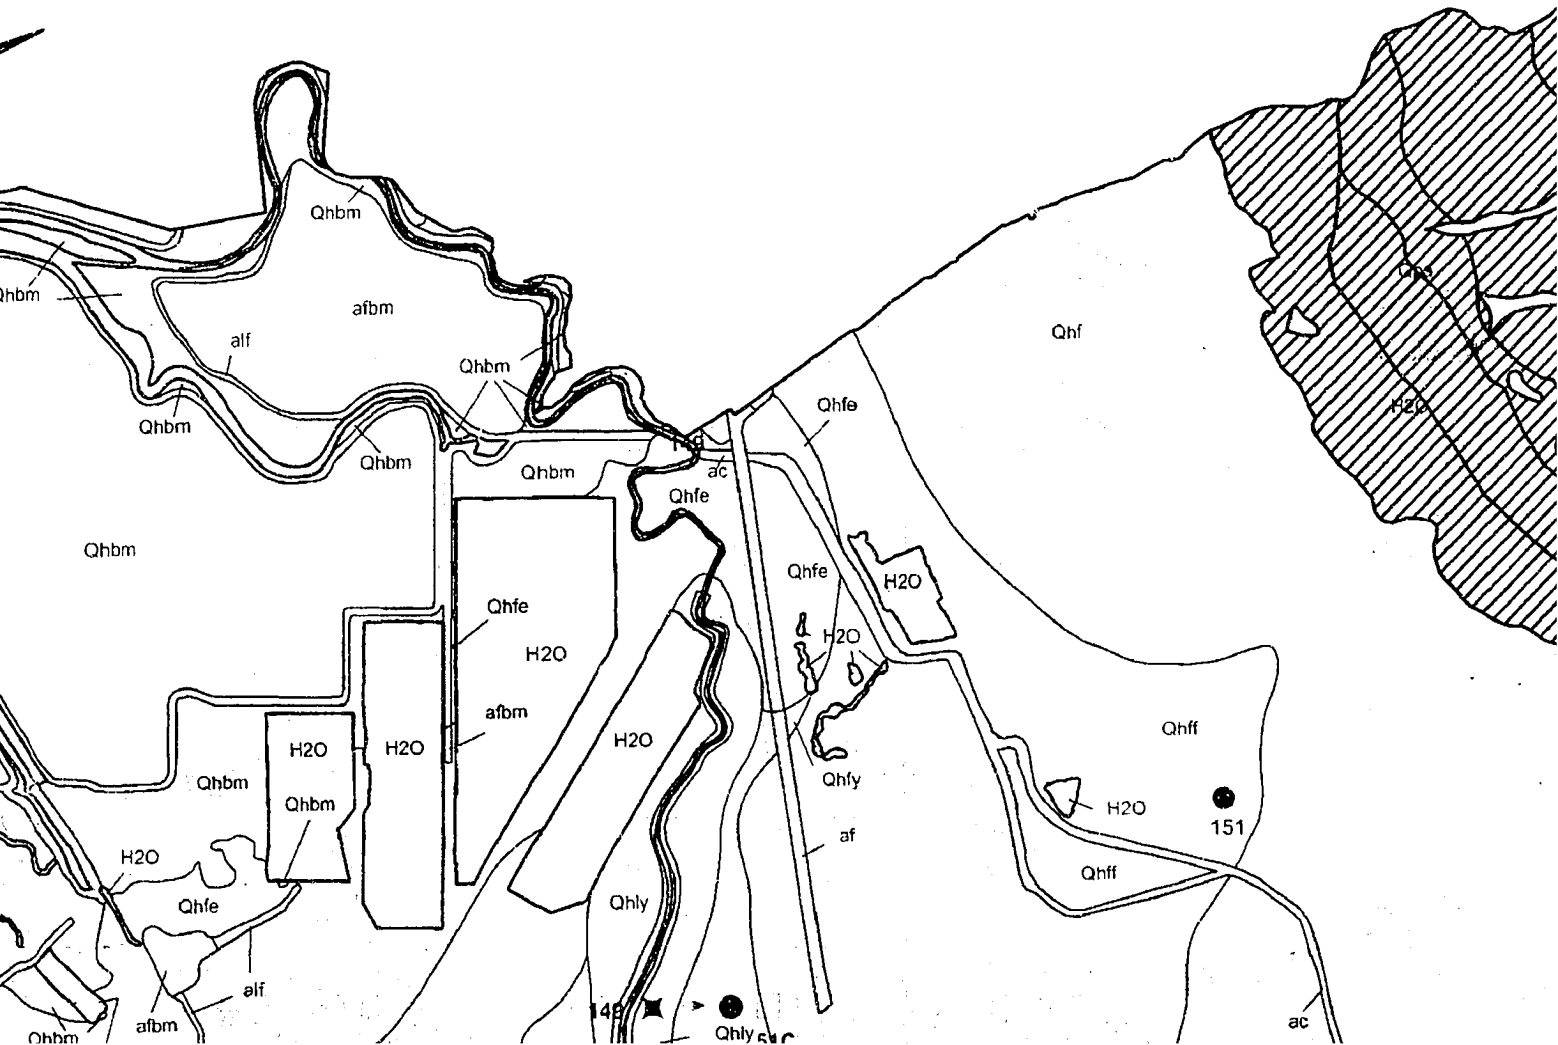 Qhbm
afbm
Qhf
Qhbm
alf
Qhbm
Qhfe
H2O
Qhbm
Qhbm
Qhbm
ac
Qhfe
Qhbm
Qhfe
H2O
Qhfe
H2O
H2O
afbm
Qhff
H2O
H2O
H2O
Qhbm
Qhfy
Qhbm
H2O
151
af
H2O
Qhff
Qhfe
Qhly
alf
afbm
ac
Qhbm
Qhly